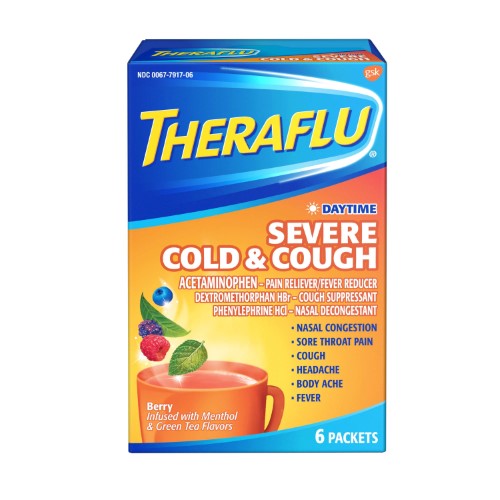 THERAFLU
NDC 0067-7917-06
gsk
THERAFLU®
DAYTIME
SEVERE
COLD & COUGH
ACETAMINOPHEN – PAIN RELIEVER/FEVER REDUCER
DEXTROMETHORPHAN HBr – COUGH SUPPRESSANT
PHENYLEPHRINE HCl – NASAL DECONGESTANT
• NASAL CONGESTION
• SORE THROAT PAIN
• COUGH
• HEADACHE
• BODY ACHE
• FEVER
Berry
Infused with Menthol
& Green Tea Flavors
6 PACKETS